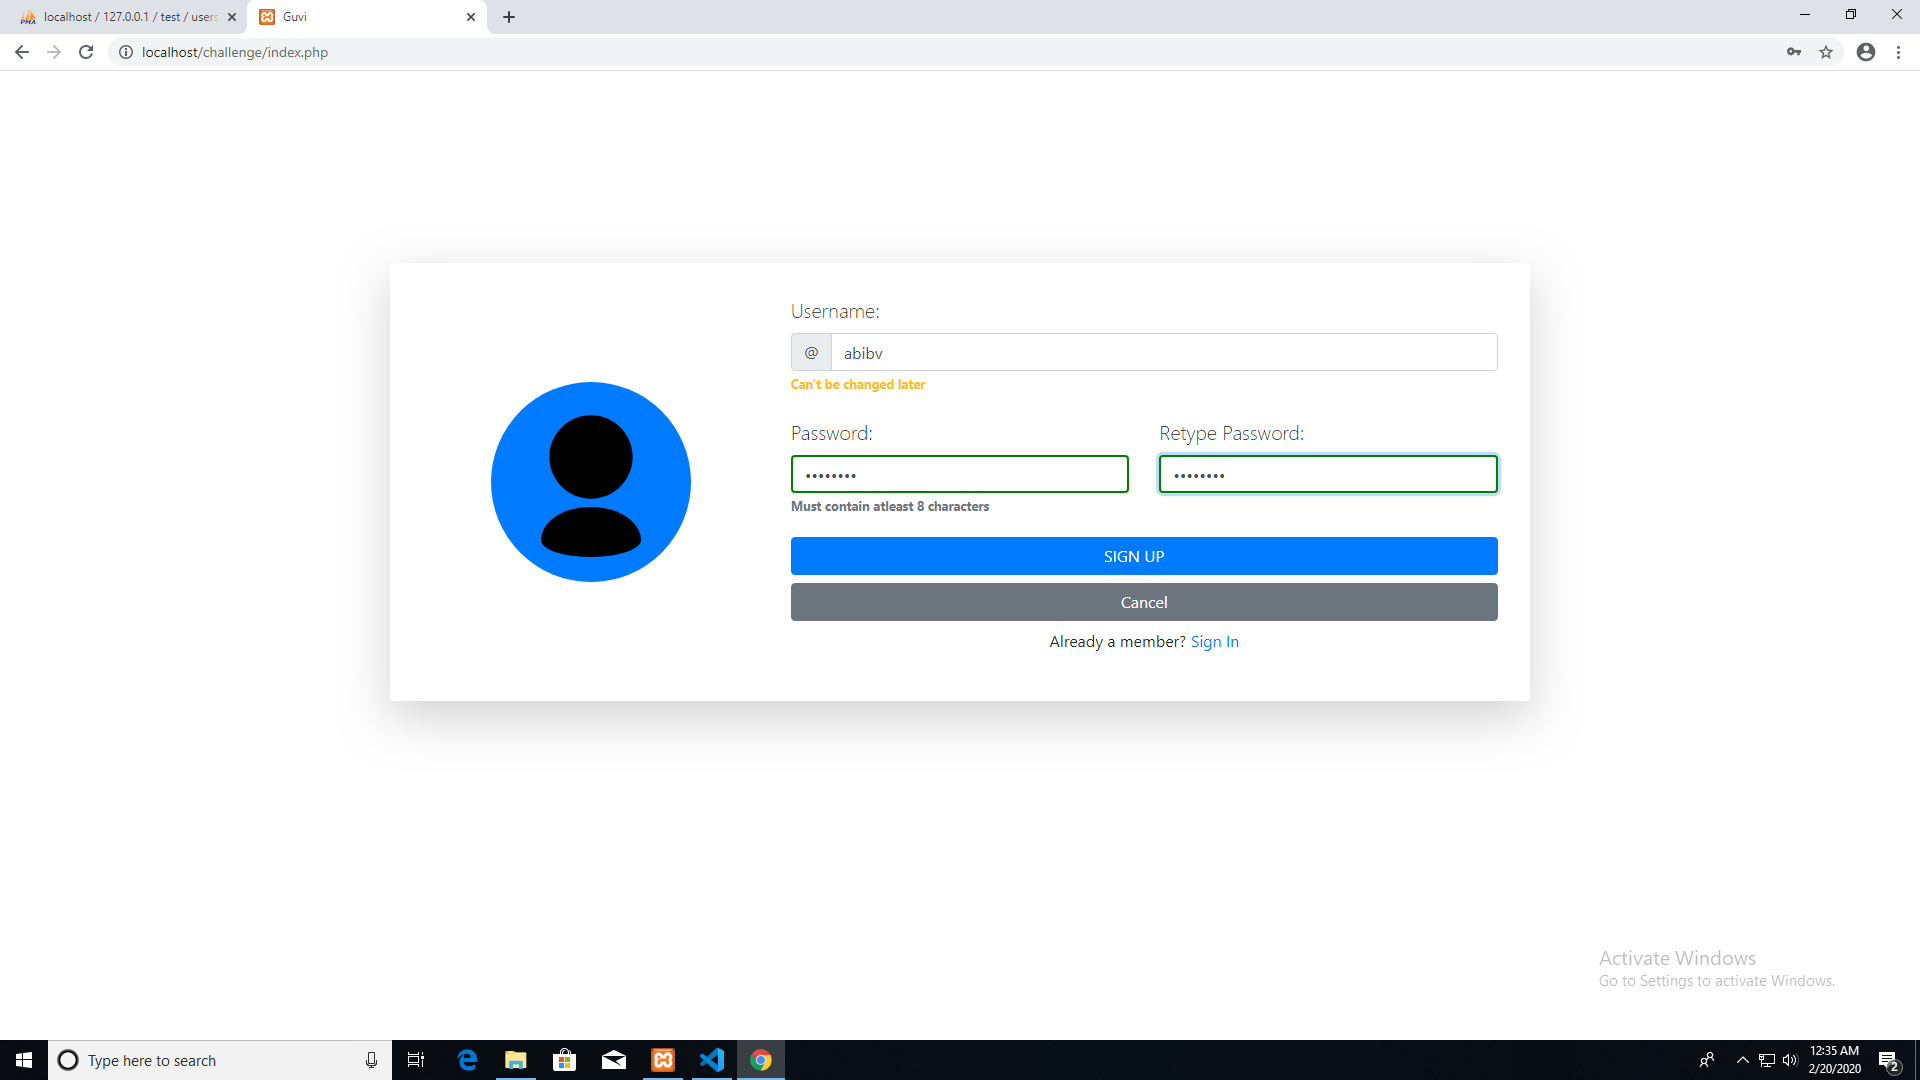 localhost / 127.0.0.1 / test / users
Guvi
localhost/challenge/index.php
Username:
@ abibv
Can't be changed later
Password: Retype Password:
•••••••• ••••••••
Must contain atleast 8 characters
SIGN UP
Cancel
Already a member? Sign In
Activate Windows
Go to Settings to activate Windows.
Type here to search
12:35 AM
2/20/2020
2